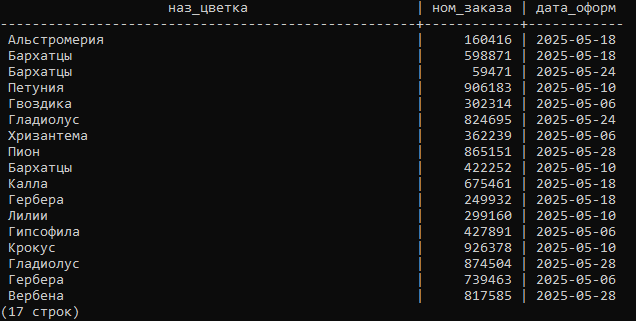 наз_цветка | ном_заказа | дата_оформ
----------------------------------------------------+------------+------------
Альстромерия | 160416 | 2025-05-18
Бархатцы | 598871 | 2025-05-18
Бархатцы | 59471 | 2025-05-24
Петуния | 906183 | 2025-05-10
Гвоздика | 302314 | 2025-05-06
Гладиолус | 824695 | 2025-05-24
Хризантема | 362239 | 2025-05-06
Пион | 865151 | 2025-05-28
Бархатцы | 422252 | 2025-05-10
Калла | 675461 | 2025-05-18
Гербера | 249932 | 2025-05-18
Лилии | 299160 | 2025-05-10
Гипсофила | 427891 | 2025-05-06
Крокус | 926378 | 2025-05-10
Гладиолус | 874504 | 2025-05-28
Гербера | 739463 | 2025-05-06
Вербена | 817585 | 2025-05-28
(17 строк)